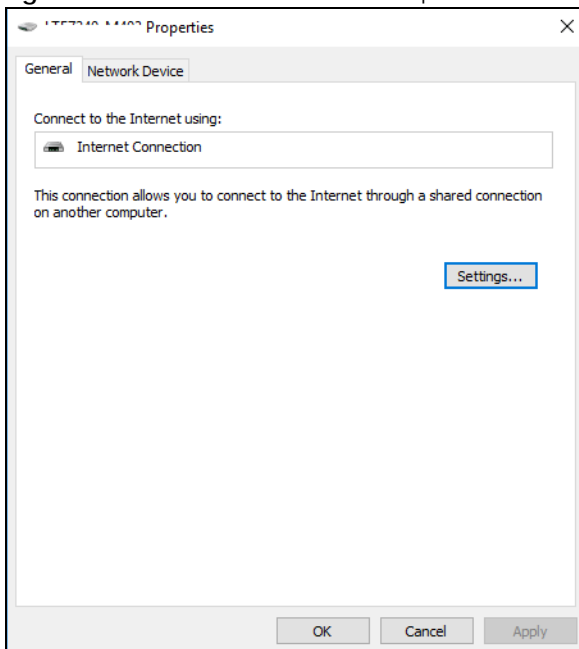 Properties
General Network Device
Connect to the Internet using:
Internet Connection
This connection allows you to connect to the Internet through a shared connection
on another computer.
Settings...
OK Cancel Apply